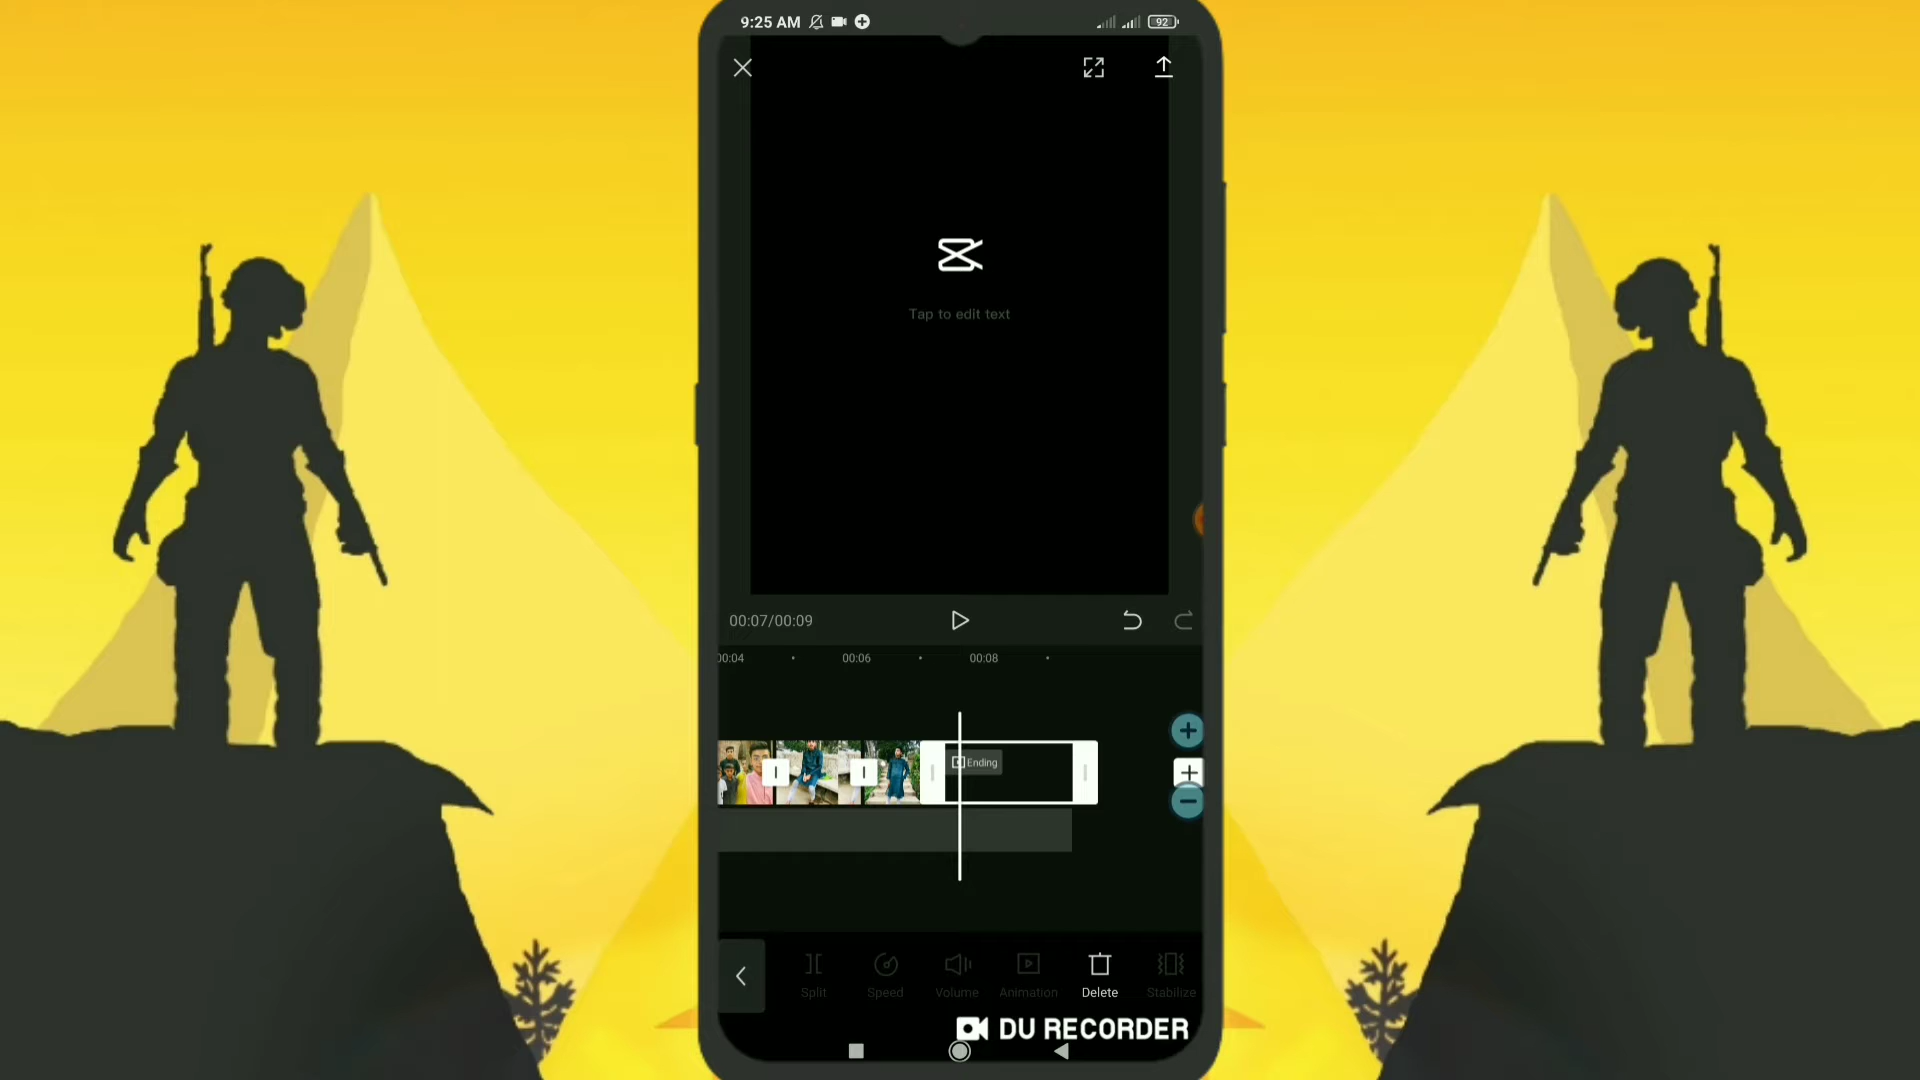 9:25 AM
92
Tap to edit text
00:07/00:09
00:04
00:06
00:08
Ending
Split
Speed
Volume
Animation
Delete
Stabilize
DU RECORDER